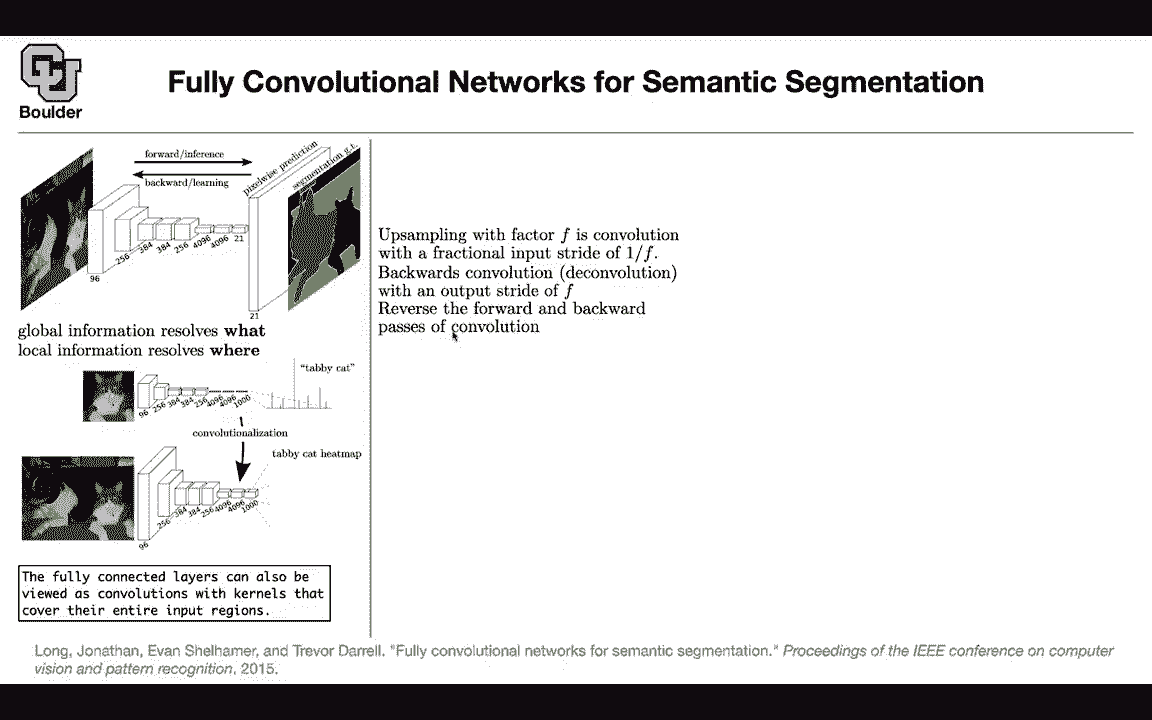 CU
Boulder
Fully Convolutional Networks for Semantic Segmentation
forward/inference
backward/learning
pixelwise prediction
segmentation g.t.
96
256
384
384
256
4096
4096
21
21
global information resolves what
local information resolves where
"tabby cat"
96
256
384
384
256
4096
4096
1000
convolutionalization
tabby cat heatmap
96
256
384
384
256
4096
4096
1000
The fully connected layers can also be
viewed as convolutions with kernels that
cover their entire input regions.
Upsampling with factor f is convolution
with a fractional input stride of 1/f.
Backwards convolution (deconvolution)
with an output stride of f
Reverse the forward and backward
passes of convolution
Long, Jonathan, Evan Shelhamer, and Trevor Darrell. "Fully convolutional networks for semantic segmentation." Proceedings of the IEEE conference on computer
vision and pattern recognition. 2015.